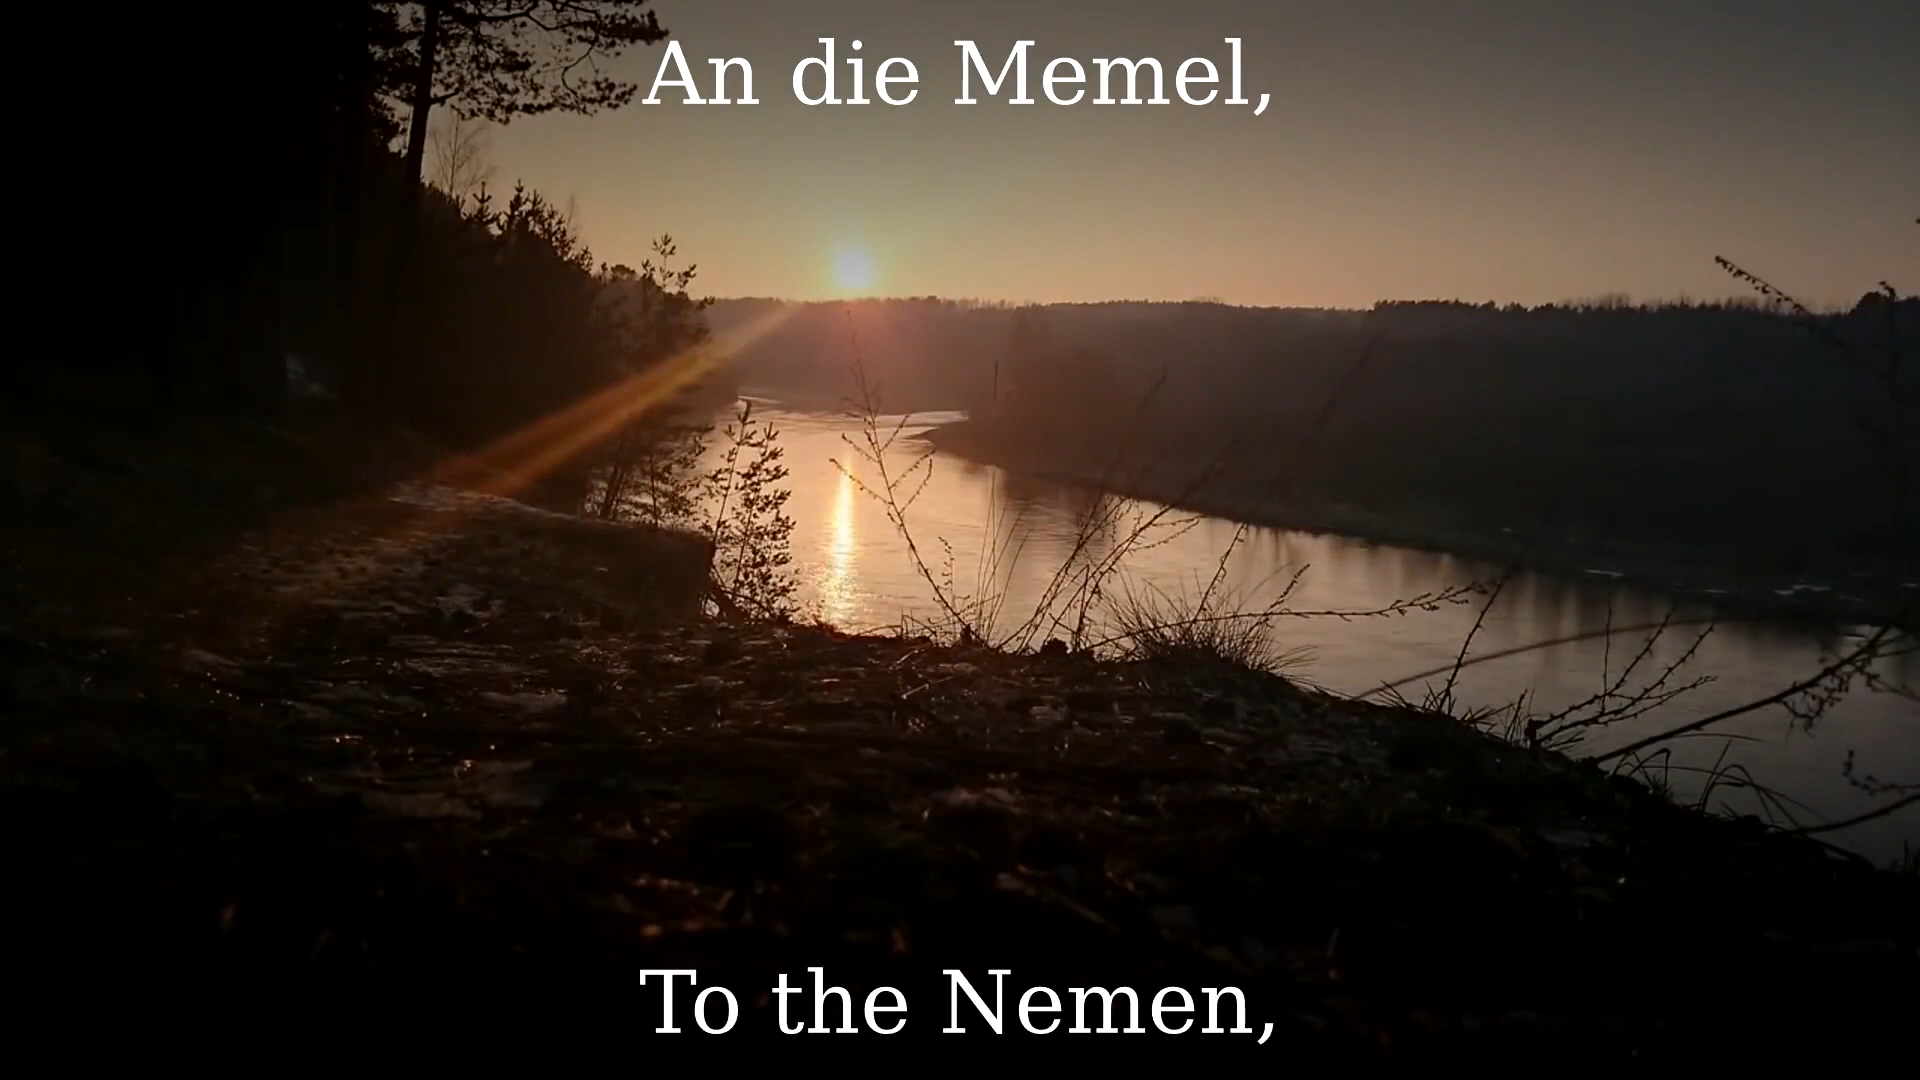 An die Memel,
To the Nemen,